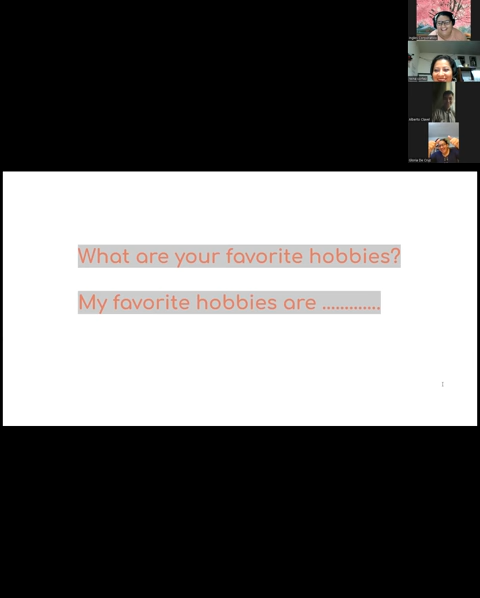 What are your favorite hobbies?
My favorite hobbies are .............